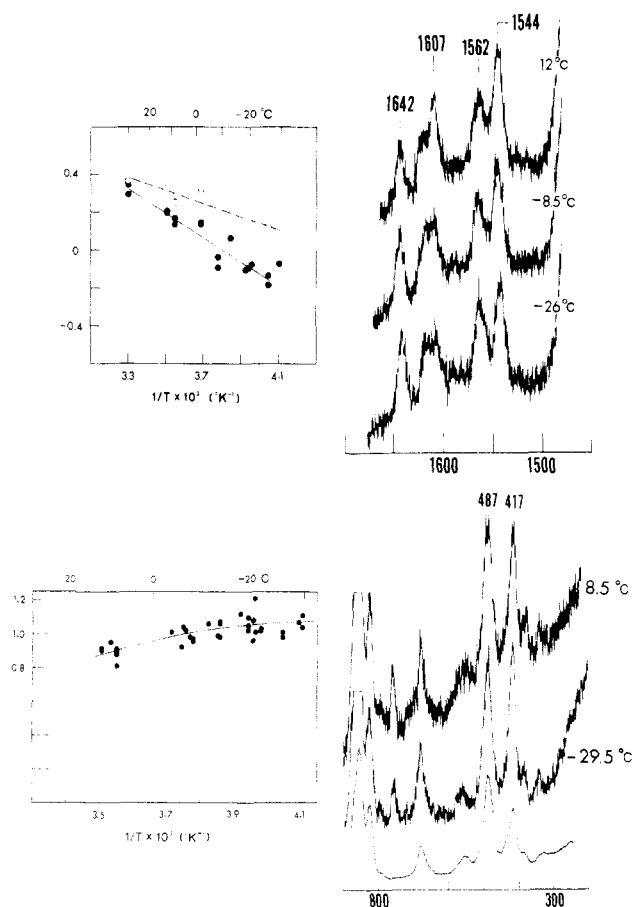 20 0 -20 °C
0.4
0
-0.4
3.3 3.7 4.1
1/T × 10³ (°K⁻¹)
1544
1607 1562
1642
12°C
-8.5°C
-26°C
1600 1500
20 0 -20 C
1.2
1.0
0.8
3.5 3.7 3.9 4.1
1/T × 10³ (°K⁻¹)
487 417
8.5 °C
-29.5 °C
800 300